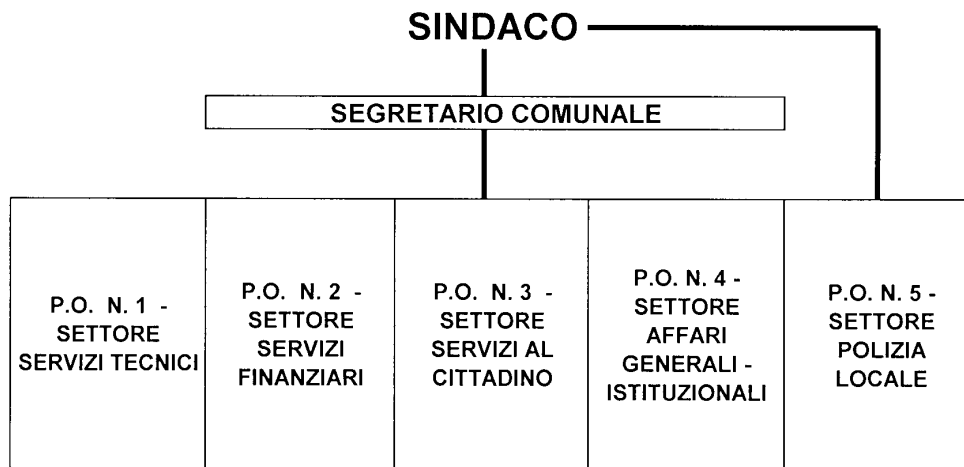 SINDACO
SEGRETARIO COMUNALE
P.O. N. 1 -
SETTORE
SERVIZI TECNICI
P.O. N. 2 -
SETTORE
SERVIZI
FINANZIARI
P.O. N. 3 -
SETTORE
SERVIZI AL
CITTADINO
P.O. N. 4 -
SETTORE
AFFARI
GENERALI -
ISTITUZIONALI
P.O. N. 5 -
SETTORE
POLIZIA
LOCALE